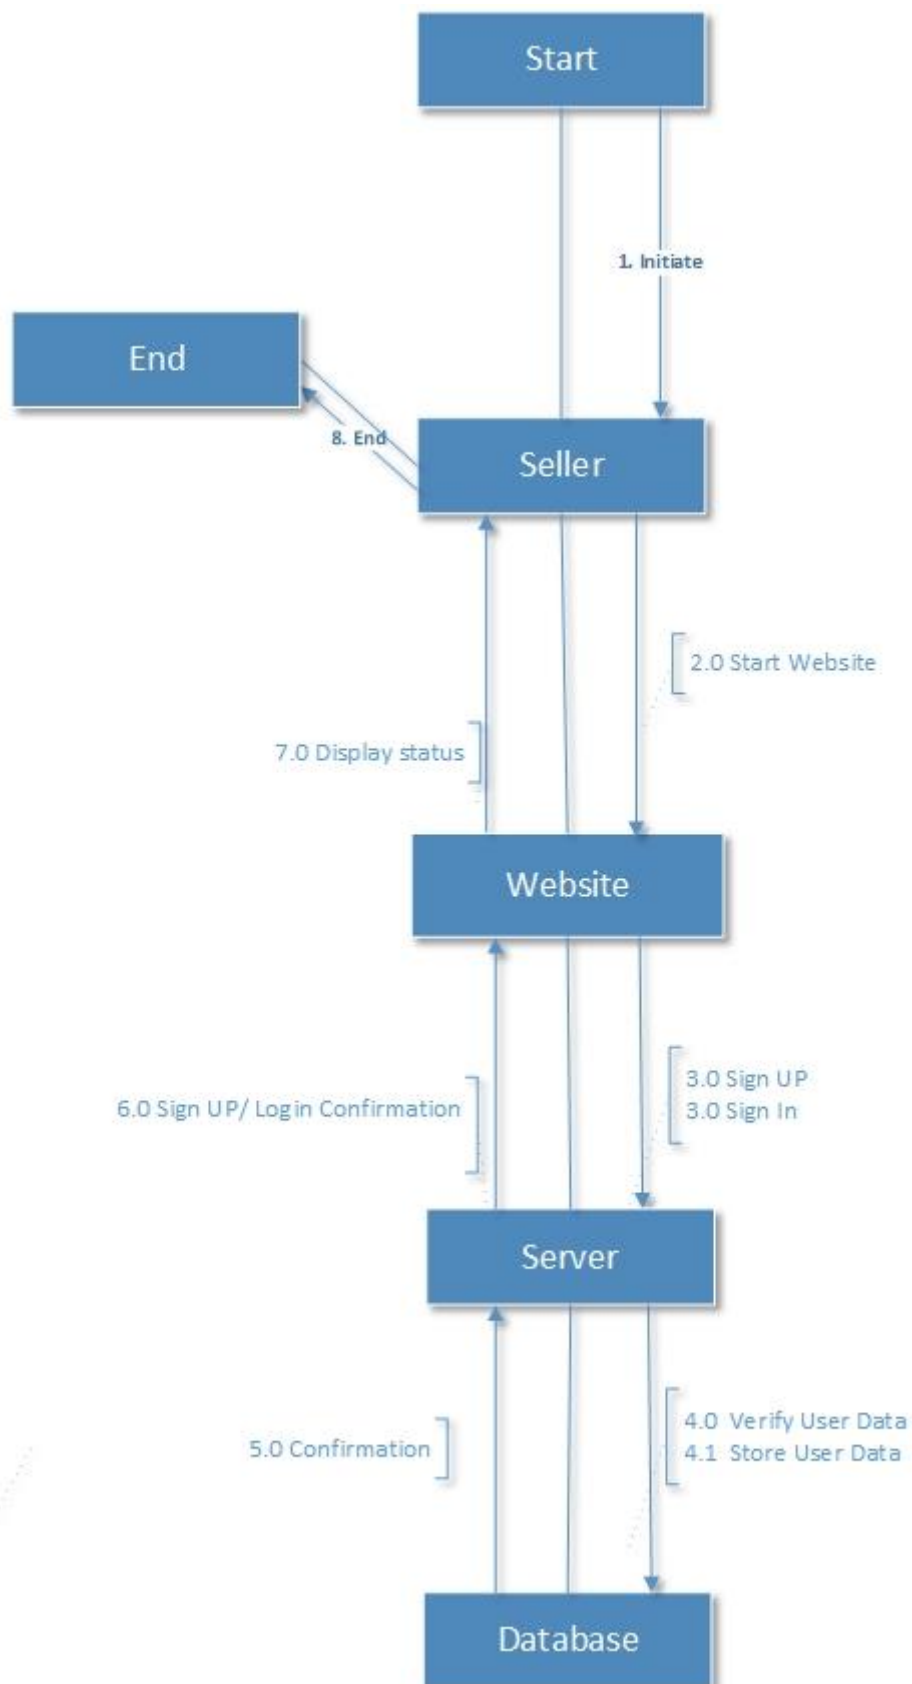 Start
1. Initiate
End
8. End
Seller
2.0 Start Website
7.0 Display status
Website
3.0 Sign UP
3.0 Sign In
6.0 Sign UP/ Login Confirmation
Server
4.0 Verify User Data
4.1 Store User Data
5.0 Confirmation
Database